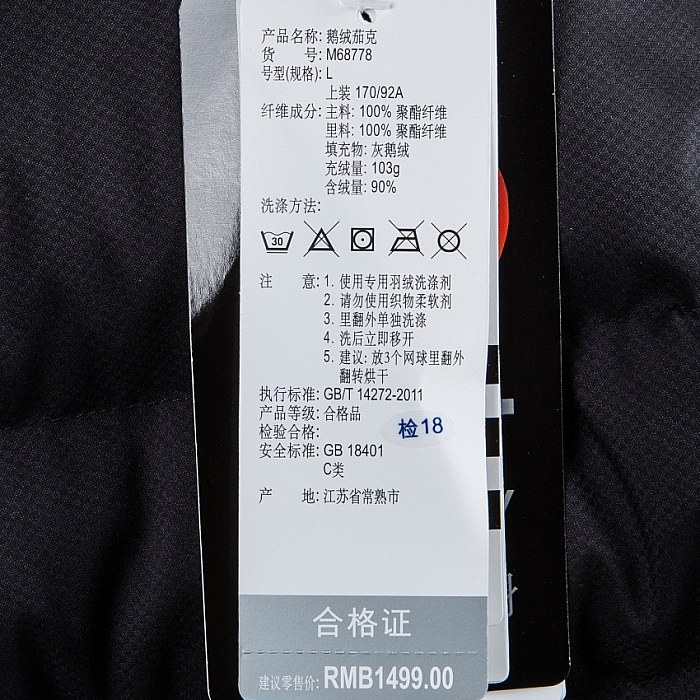 产品名称: 鹅绒茄克
货 号: M68778
号型(规格): L
上装 170/92A
纤维成分: 主料: 100% 聚酯纤维
里料: 100% 聚酯纤维
填充物: 灰鹅绒
充绒量: 103g
含绒量: 90%
洗涤方法:
30
注 意: 1. 使用专用羽绒洗涤剂
2. 请勿使用织物柔软剂
3. 里翻外单独洗涤
4. 洗后立即移开
5. 建议: 放3个网球里翻外
翻转烘干
执行标准: GB/T 14272-2011
产品等级: 合格品
检验合格: 检18
安全标准: GB 18401
C类
产 地: 江苏省常熟市
合格证
建议零售价: RMB1499.00